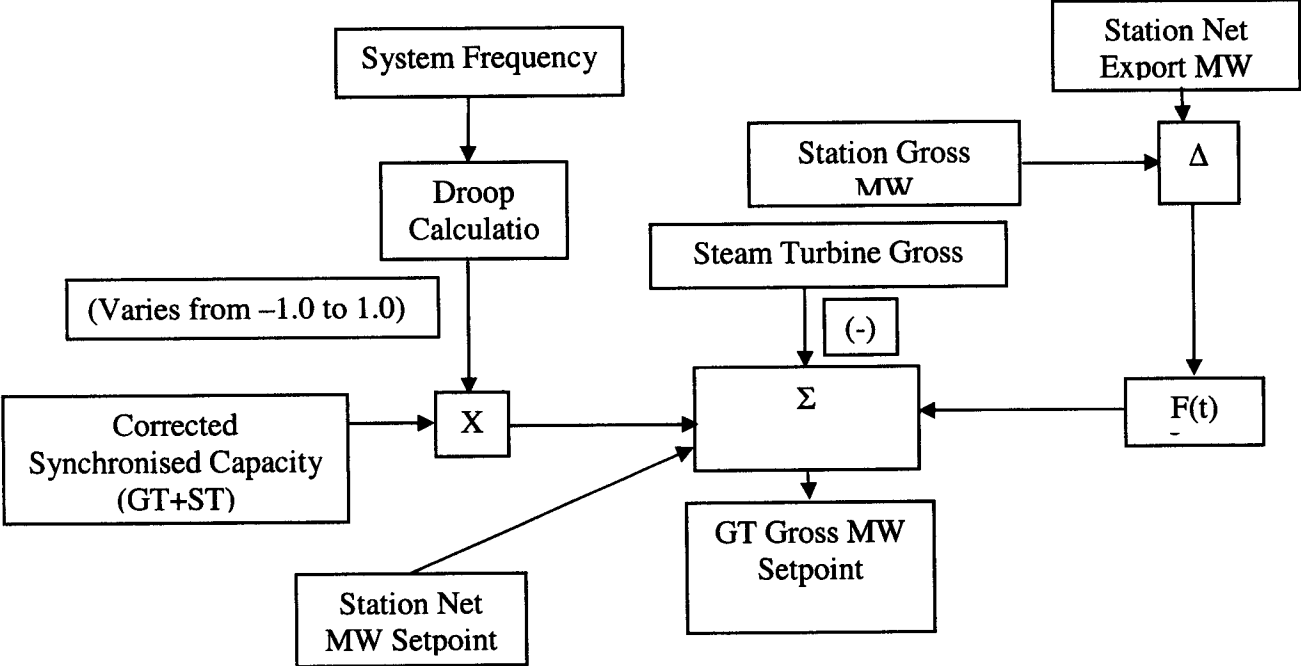 System Frequency
Station Net
Export MW
Station Gross
MW
Δ
Droop
Calculatio
Steam Turbine Gross
(Varies from –1.0 to 1.0)
(-)
Σ
X
F(t)
Corrected
Synchronised Capacity
(GT+ST)
GT Gross MW
Setpoint
Station Net
MW Setpoint